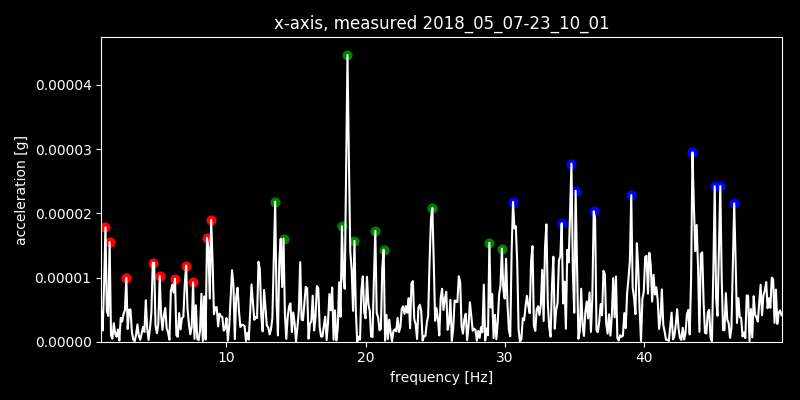 x-axis, measured 2018_05_07-23_10_01
acceleration [g]
0.00004
0.00003
0.00002
0.00001
0.00000
10 20 30 40
frequency [Hz]